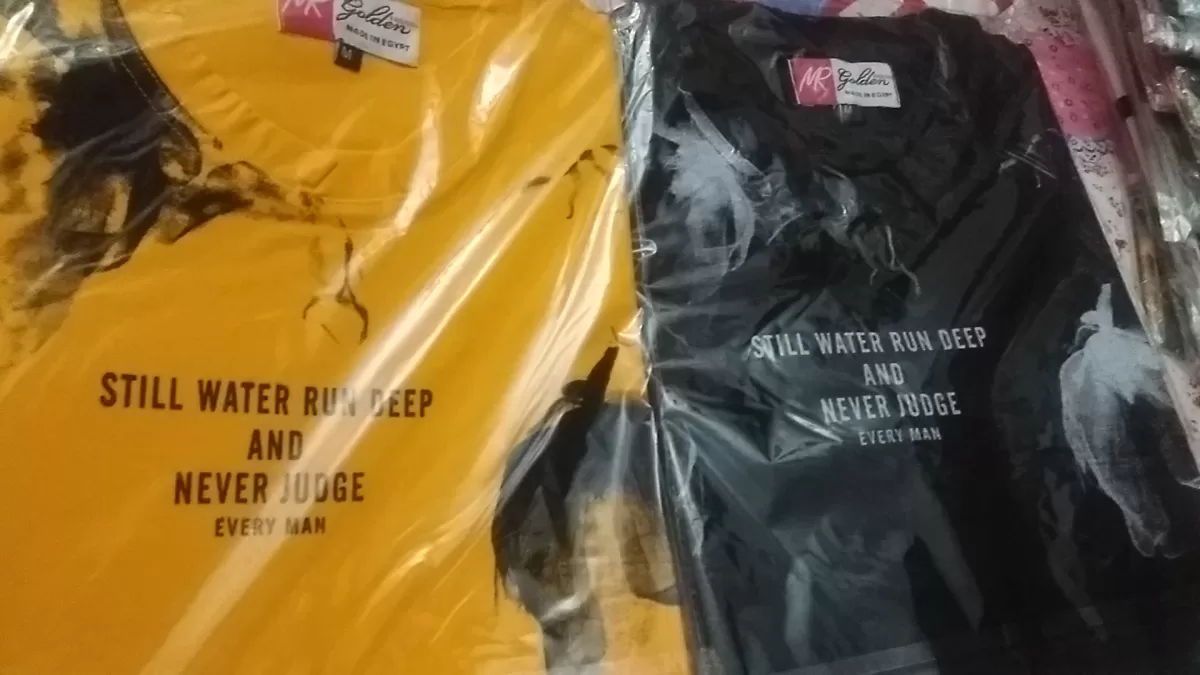 MR Golden
MADE IN EGYPT
M
STILL WATER RUN DEEP
AND
NEVER JUDGE
EVERY MAN
MR Golden
MADE IN EGYPT
M
STILL WATER RUN DEEP
AND
NEVER JUDGE
EVERY MAN